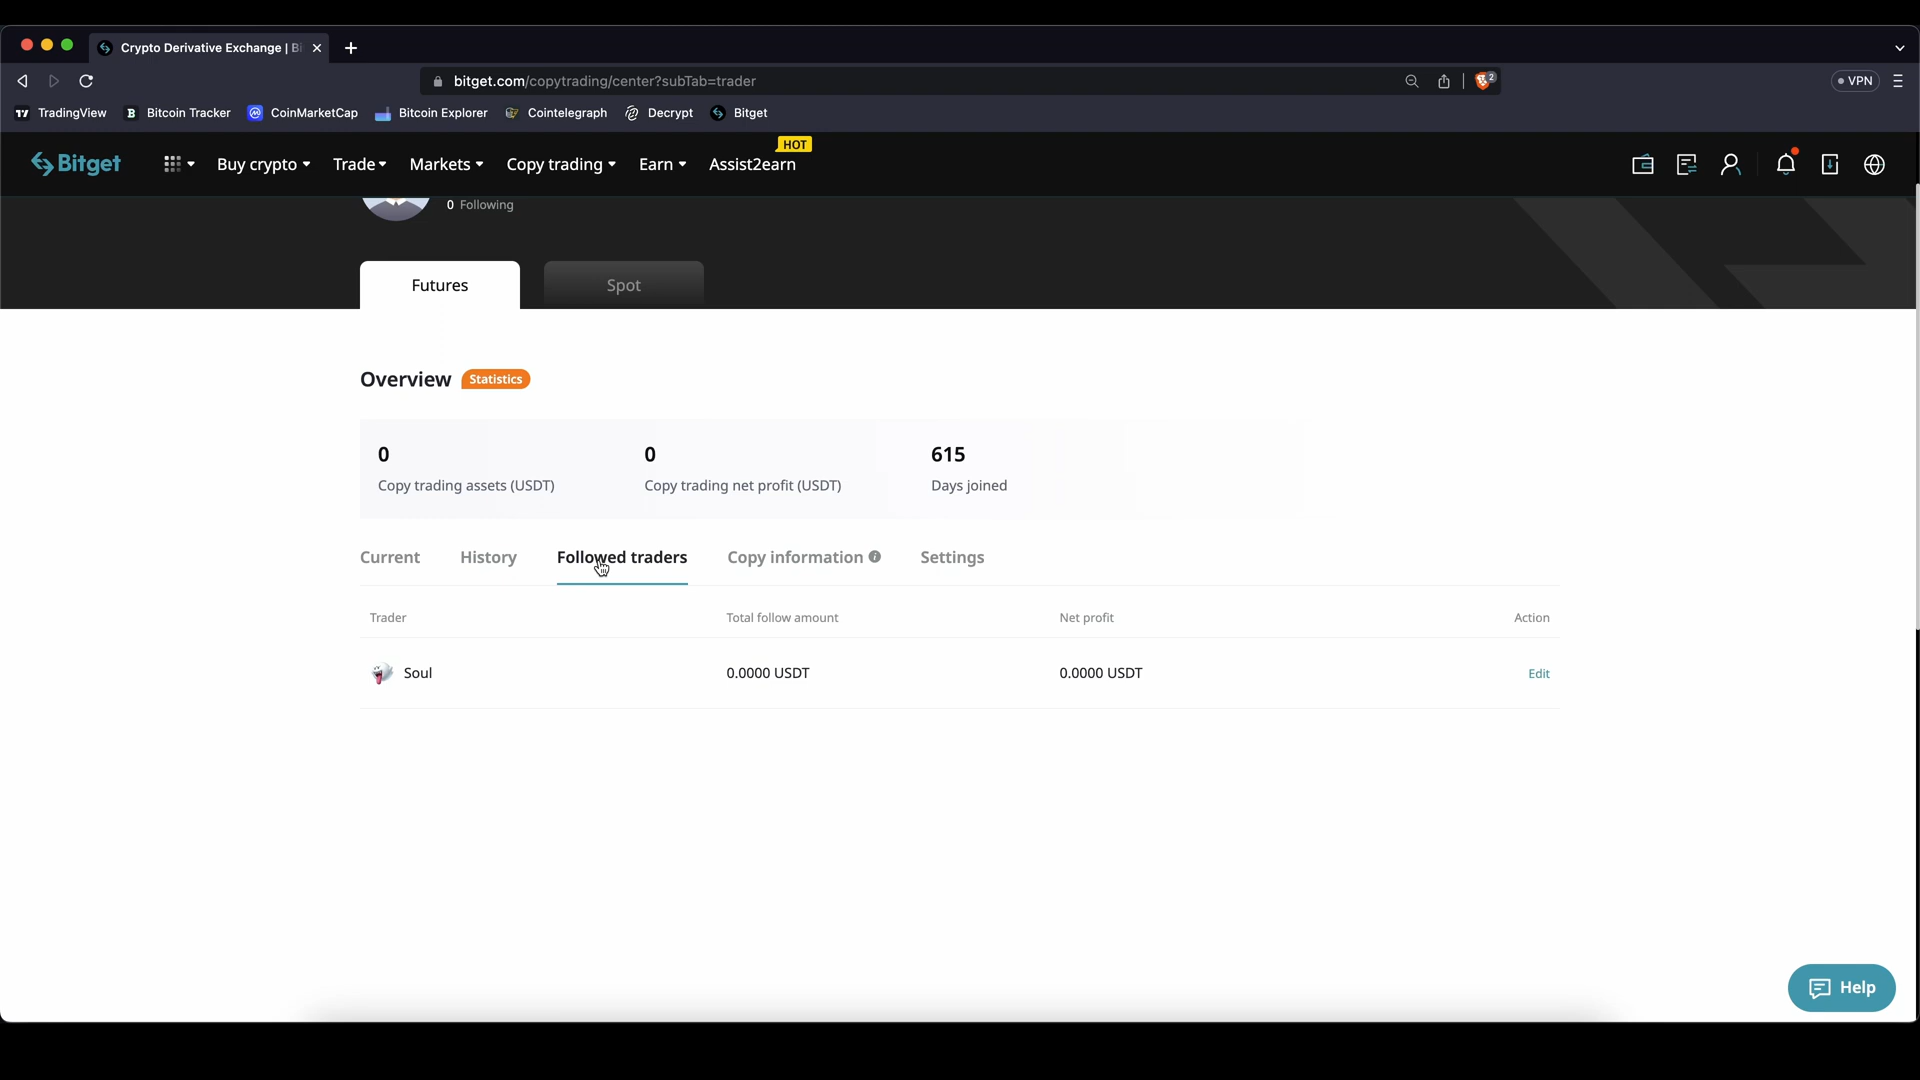 Crypto Derivative Exchange | Bi
bitget.com/copytrading/center?subTab=trader
2
VPN
TradingView
Bitcoin Tracker
CoinMarketCap
Bitcoin Explorer
Cointelegraph
Decrypt
Bitget
Bitget
Buy crypto
Trade
Markets
Copy trading
Earn
Assist2earn
HOT
0 Following
Futures
Spot
Overview
Statistics
0
0
615
Copy trading assets (USDT)
Copy trading net profit (USDT)
Days joined
Current
History
Followed traders
Copy information
Settings
Trader
Total follow amount
Net profit
Action
Soul
0.0000 USDT
0.0000 USDT
Edit
Help